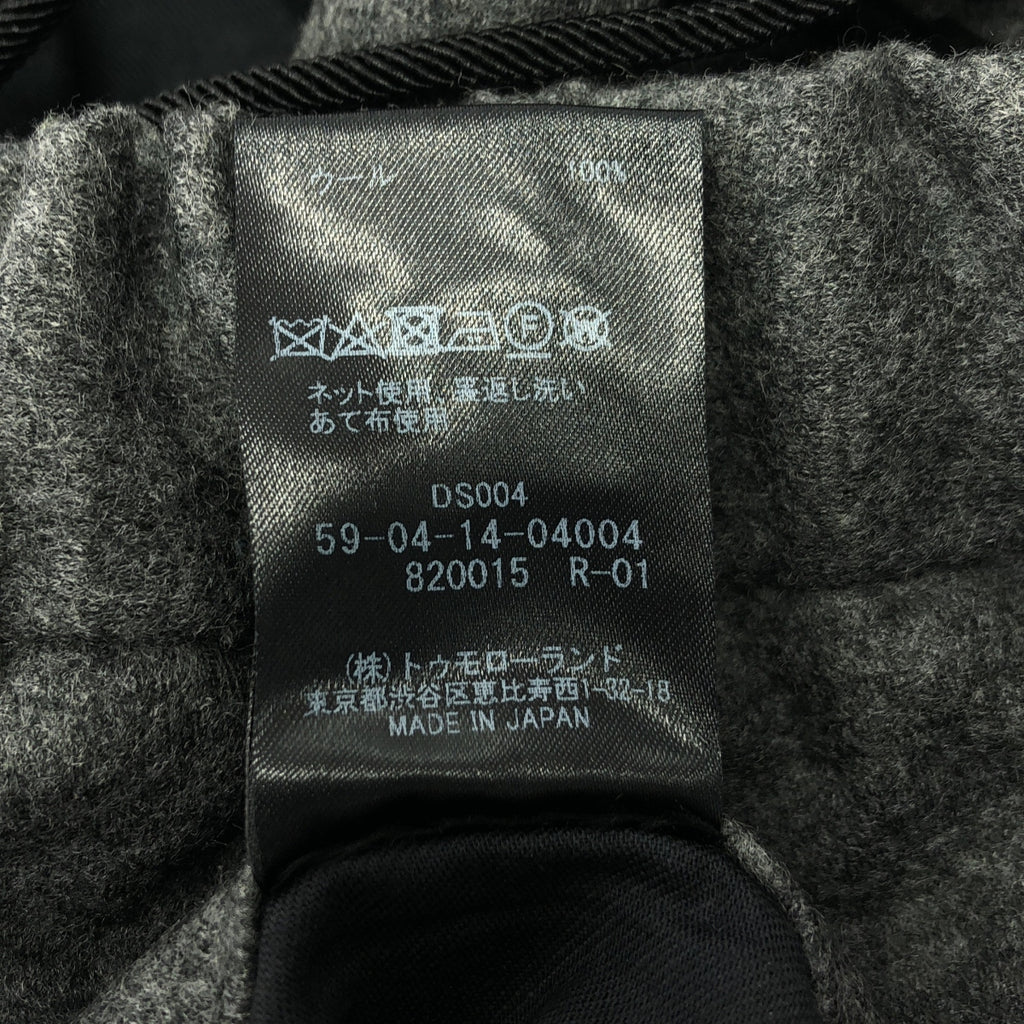 ウール 100%
ネット使用、裏返し洗い
あて布使用
DS004
59-04-14-04004
820015 R-01
(株)トゥモローランド
東京都渋谷区恵比寿西1-32-18
MADE IN JAPAN